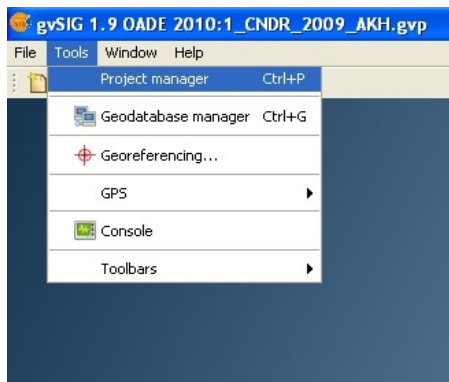 gvSIG 1.9 OADE 2010:1_CNDR_2009_AKH.gvp
File Tools Window Help
Project manager Ctrl+P
Geodatabase manager Ctrl+G
Georeferencing...
GPS
Console
Toolbars